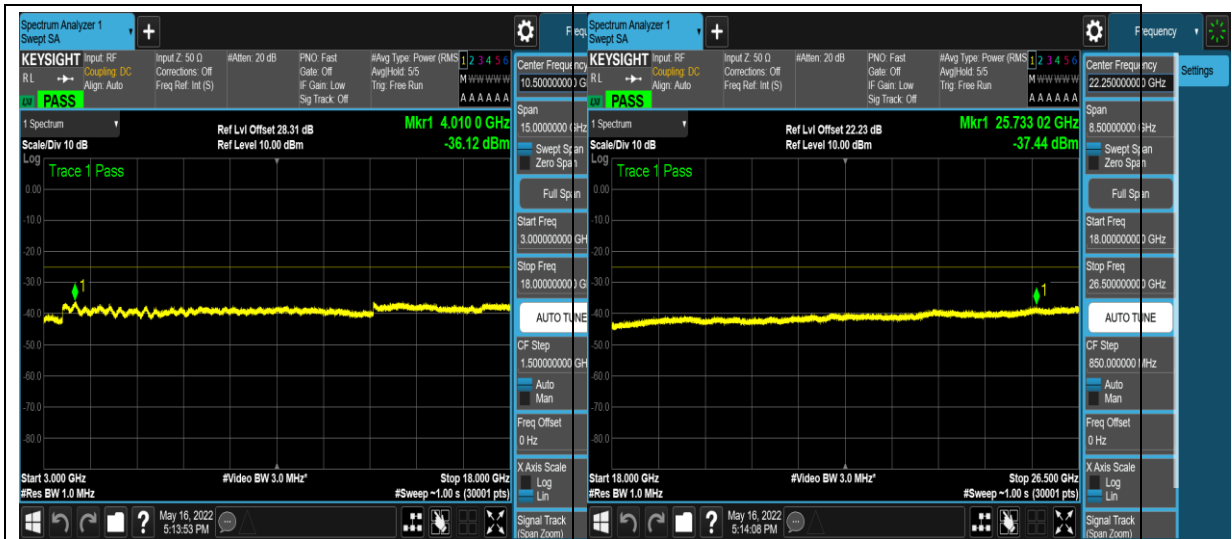 Spectrum Analyzer 1
Swept SA
+
Frequ
KEYSIGHT
RL
Input: RF
Coupling: DC
Align: Auto
Input Z: 50 Ω
Corrections: Off
Freq Ref: Int (S)
#Atten: 20 dB
PNO: Fast
Gate: Off
IF Gain: Low
Sig Track: Off
#Avg Type: Power (RMS
Avg|Hold: 5/5
Trig: Free Run
1 2 3 4 5 6
M W W W W W
A A A A A A
LXI PASS
1 Spectrum
Scale/Div 10 dB
Ref Lvl Offset 28.31 dB
Ref Level 10.00 dBm
Mkr1 4.010 0 GHz
-36.12 dBm
Log
Trace 1 Pass
0.00
-10.0
-20.0
-30.0
-40.0
-50.0
-60.0
-70.0
-80.0
1
Start 3.000 GHz
#Res BW 1.0 MHz
#Video BW 3.0 MHz*
Stop 18.000 GHz
#Sweep ~1.00 s (30001 pts)
?
May 16, 2022
5:13:53 PM
Center Frequency
10.50000000 G
Span
15.0000000 GHz
Swept Span
Zero Span
Full Span
Start Freq
3.000000000 GH
Stop Freq
18.00000000 G
AUTO TUNE
CF Step
1.500000000 GH
Auto
Man
Freq Offset
0 Hz
X Axis Scale
Log
Lin
Signal Track
(Span Zoom)
Spectrum Analyzer 1
Swept SA
+
Frequency
Settings
KEYSIGHT
RL
Input: RF
Coupling: DC
Align: Auto
Input Z: 50 Ω
Corrections: Off
Freq Ref: Int (S)
#Atten: 20 dB
PNO: Fast
Gate: Off
IF Gain: Low
Sig Track: Off
#Avg Type: Power (RMS
Avg|Hold: 5/5
Trig: Free Run
1 2 3 4 5 6
M W W W W W
A A A A A A
LXI PASS
1 Spectrum
Scale/Div 10 dB
Ref Lvl Offset 22.23 dB
Ref Level 10.00 dBm
Mkr1 25.733 02 GHz
-37.44 dBm
Log
Trace 1 Pass
0.00
-10.0
-20.0
-30.0
-40.0
-50.0
-60.0
-70.0
-80.0
1
Start 18.000 GHz
#Res BW 1.0 MHz
#Video BW 3.0 MHz*
Stop 26.500 GHz
#Sweep ~1.00 s (30001 pts)
?
May 16, 2022
5:14:08 PM
Center Frequency
22.250000000 GHz
Span
8.50000000 GHz
Swept Span
Zero Span
Full Span
Start Freq
18.000000000 GHz
Stop Freq
26.500000000 GHz
AUTO TUNE
CF Step
850.000000 MHz
Auto
Man
Freq Offset
0 Hz
X Axis Scale
Log
Lin
Signal Track
(Span Zoom)